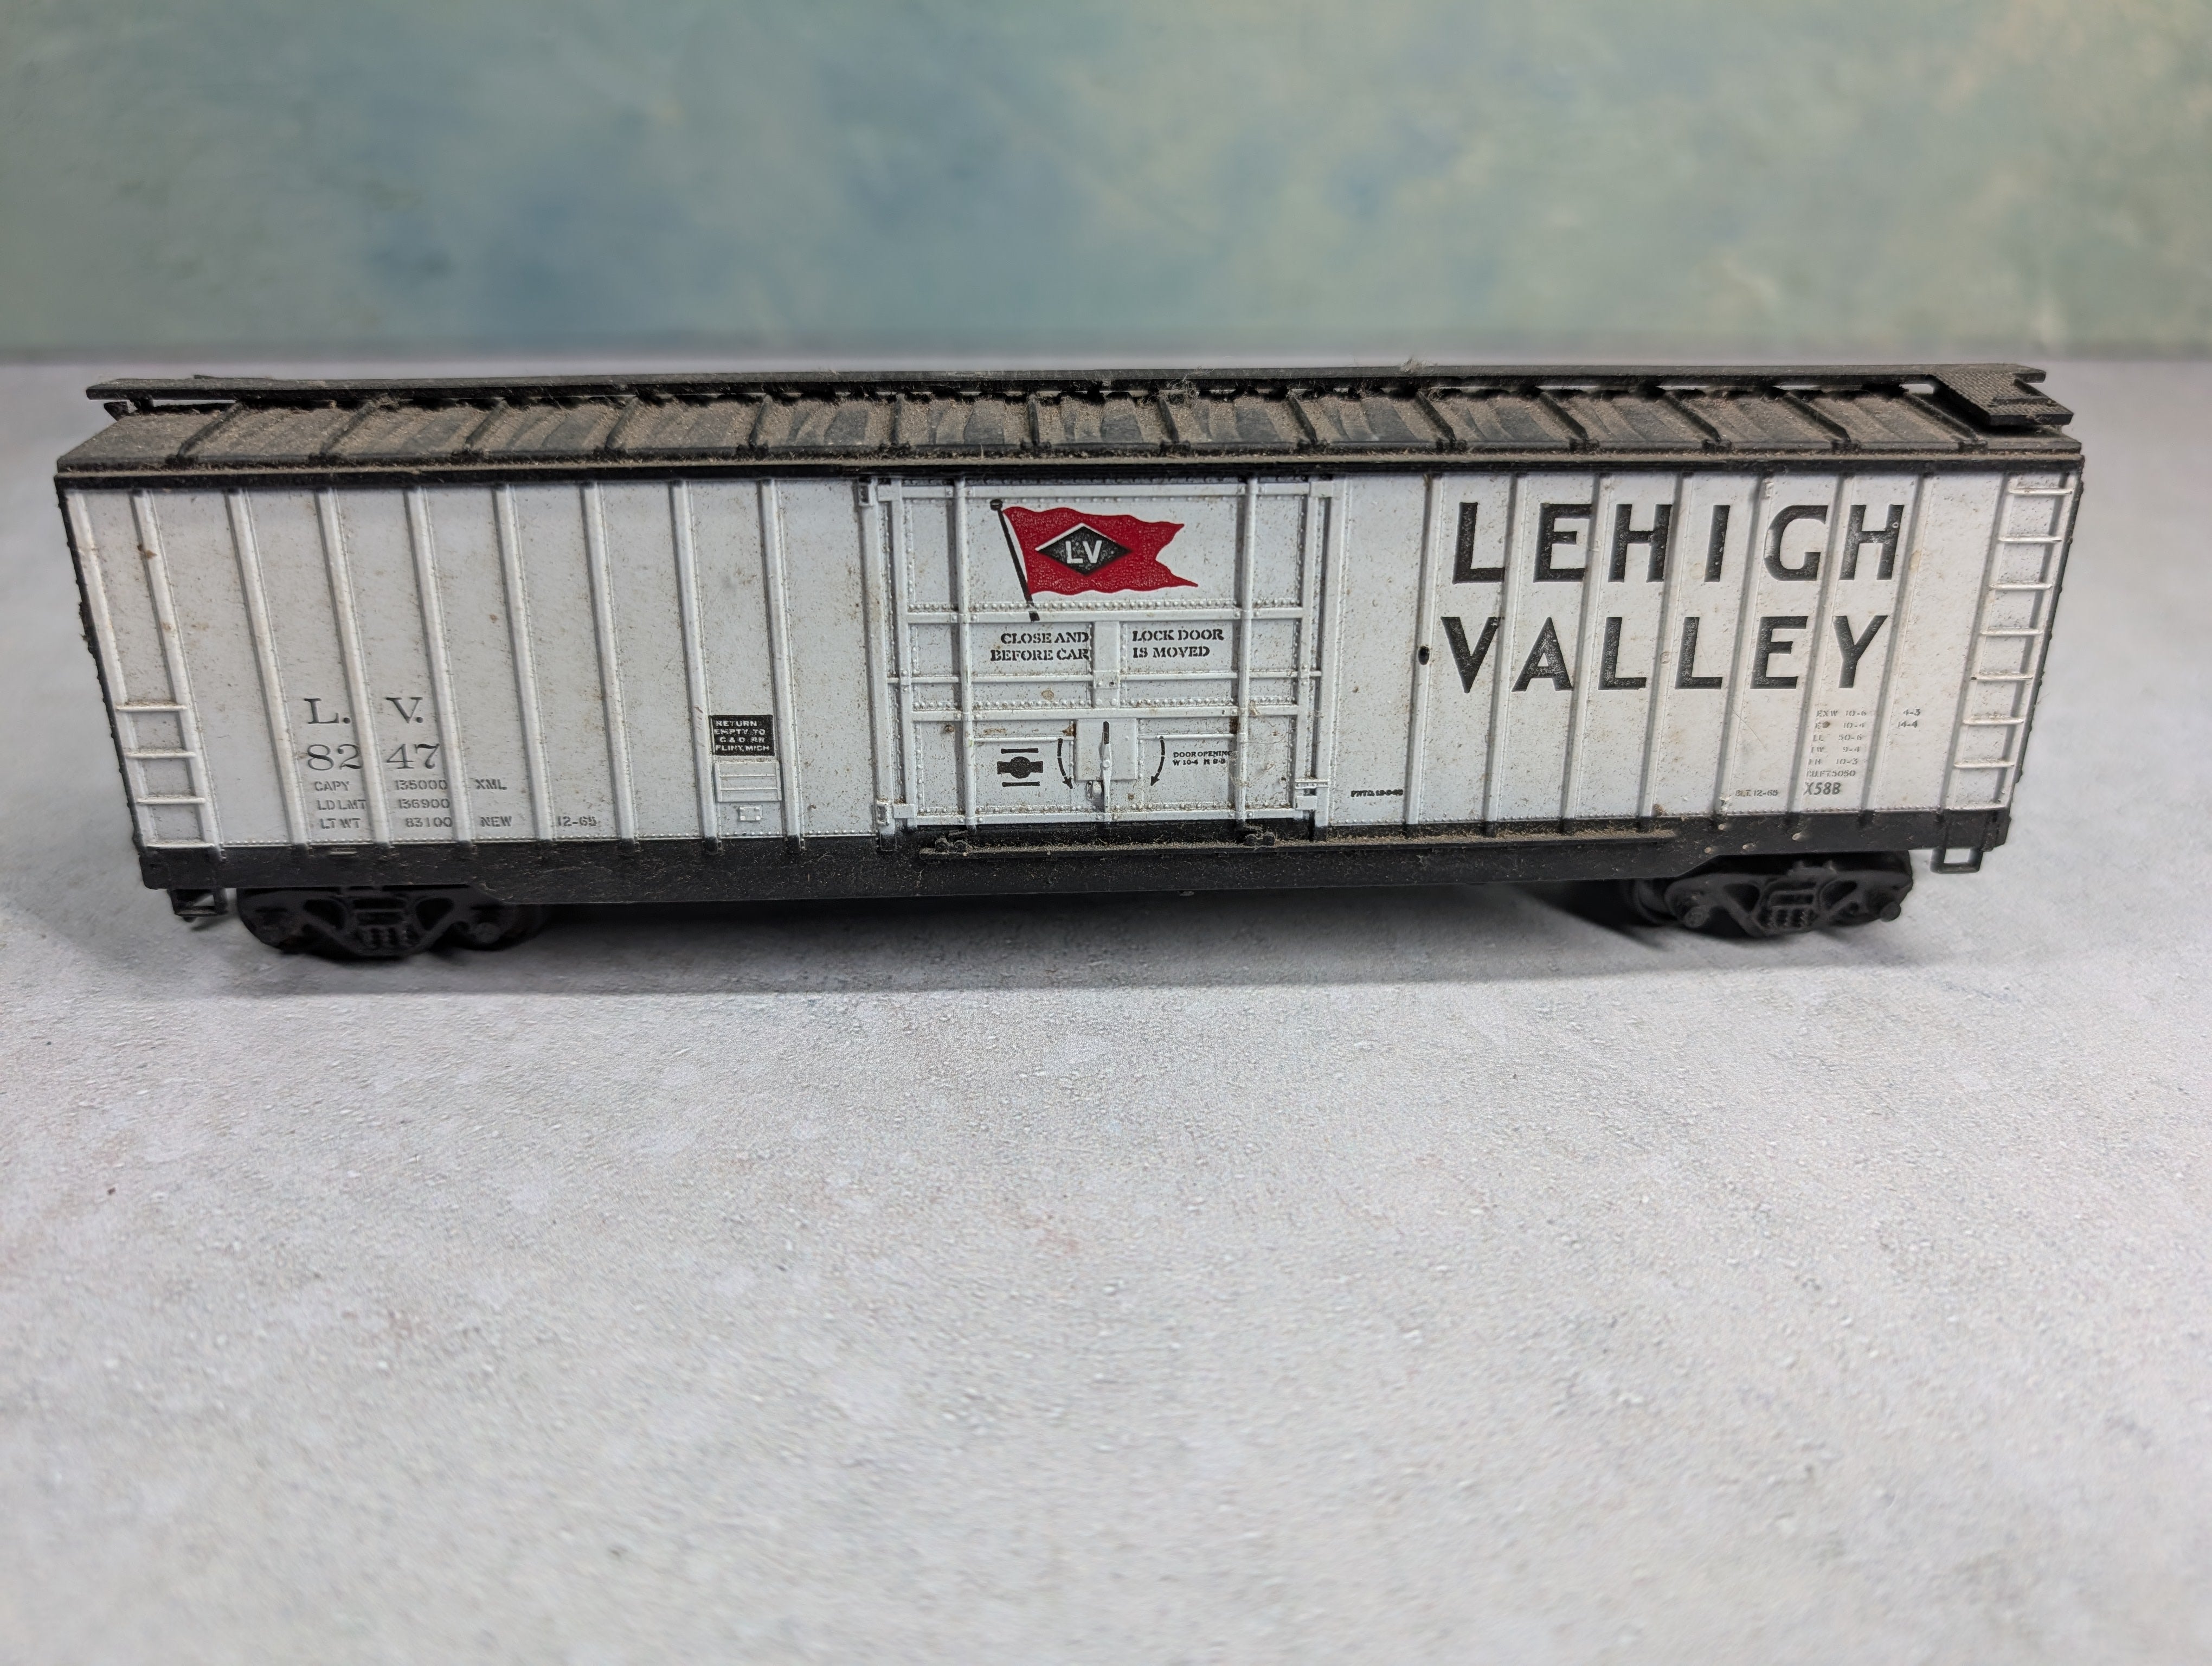 LV
LEHIGH
VALLEY
CLOSE AND LOCK DOOR
BEFORE CAR IS MOVED
L. V.
8247
CAPY 135000 XML
LD LMT 136900
LT WT 83100 NEW 12-65
RETURN
EMPTY TO
C & O RR
FLINT, MICH
DOOR OPENING
X58B